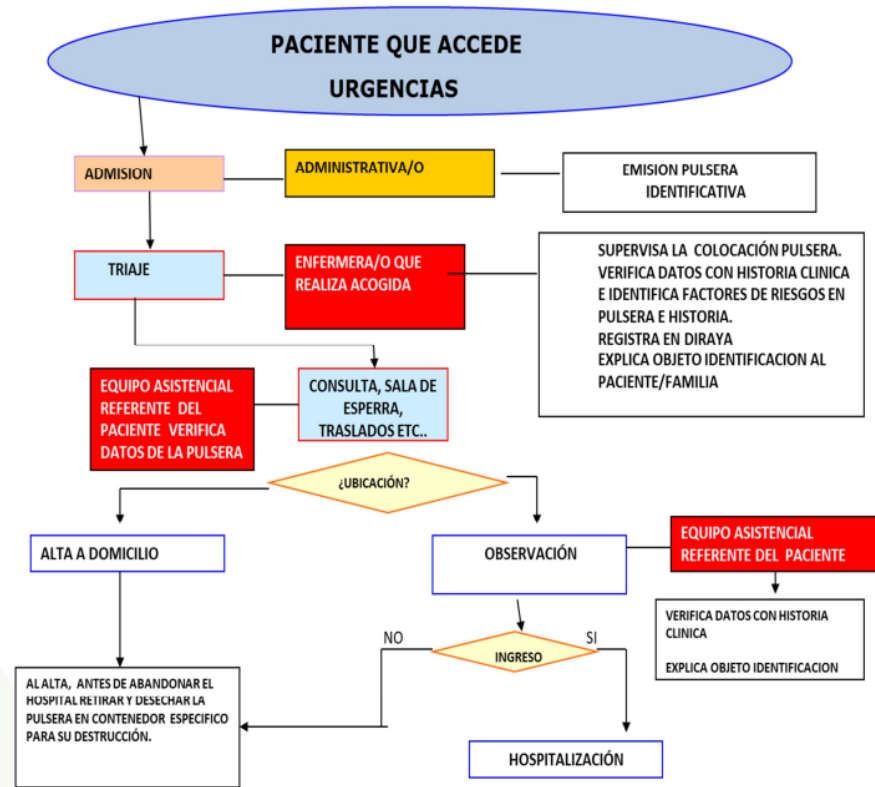 PACIENTE QUE ACCEDE
URGENCIAS
ADMISION
ADMINISTRATIVA/O
EMISION PULSERA
IDENTIFICATIVA
TRIAJE
ENFERMERA/O QUE
REALIZA ACOGIDA
SUPERVISA LA COLOCACIÓN PULSERA.
VERIFICA DATOS CON HISTORIA CLINICA
E IDENTIFICA FACTORES DE RIESGOS EN
PULSERA E HISTORIA.
REGISTRA EN DIRAYA
EXPLICA OBJETO IDENTIFICACION AL
PACIENTE/FAMILIA
EQUIPO ASISTENCIAL
REFERENTE DEL
PACIENTE VERIFICA
DATOS DE LA PULSERA
CONSULTA, SALA DE
ESPERRA,
TRASLADOS ETC..
¿UBICACIÓN?
ALTA A DOMICILIO
OBSERVACIÓN
EQUIPO ASISTENCIAL
REFERENTE DEL PACIENTE
VERIFICA DATOS CON HISTORIA
CLINICA
EXPLICA OBJETO IDENTIFICACION
NO
INGRESO
SI
AL ALTA, ANTES DE ABANDONAR EL
HOSPITAL RETIRAR Y DESECHAR LA
PULSERA EN CONTENEDOR ESPECIFICO
PARA SU DESTRUCCIÓN.
HOSPITALIZACIÓN